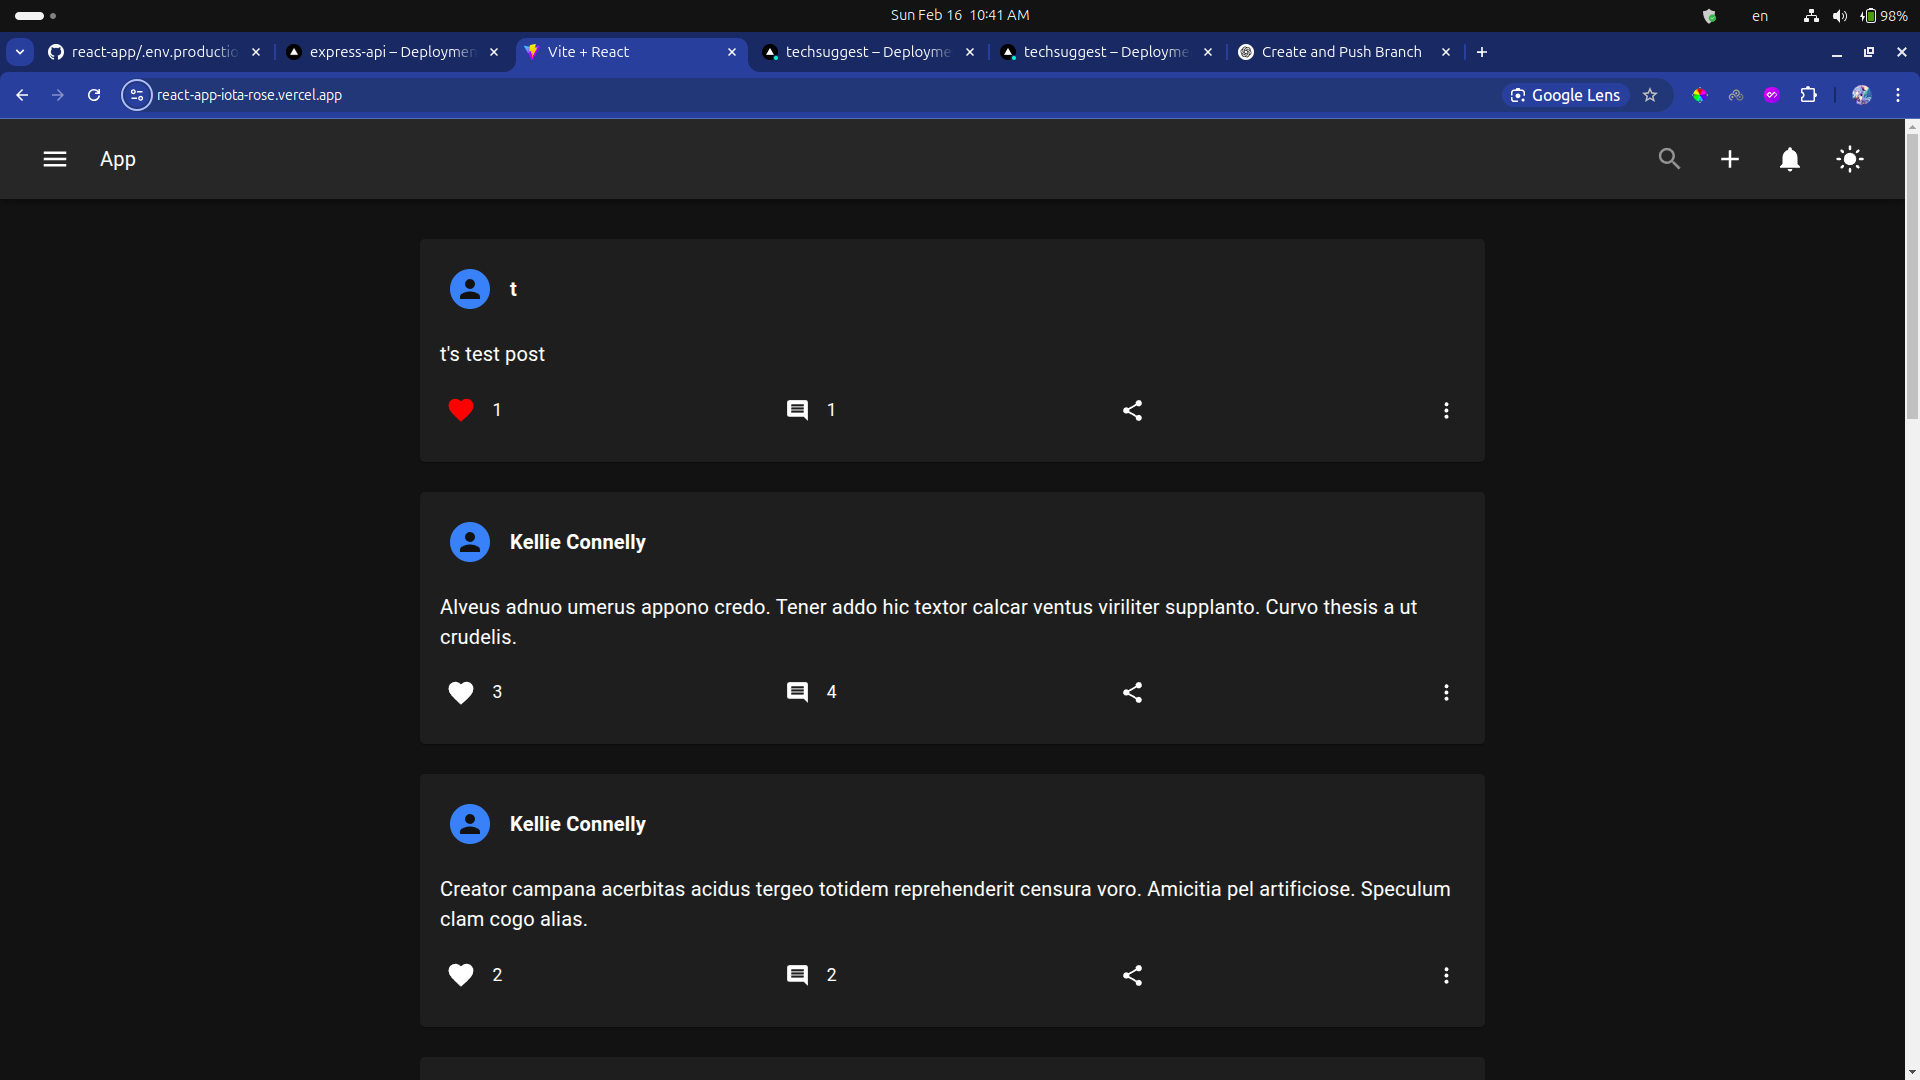 Sun Feb 16 10:41 AM
en
98%
react-app/.env.productio
express-api – Deploymen
Vite + React
techsuggest – Deployme
techsuggest – Deployme
Create and Push Branch
react-app-iota-rose.vercel.app
Google Lens
App
t
t's test post
1
1
Kellie Connelly
Alveus adnuo umerus appono credo. Tener addo hic textor calcar ventus viriliter supplanto. Curvo thesis a ut
crudelis.
3
4
Kellie Connelly
Creator campana acerbitas acidus tergeo totidem reprehenderit censura voro. Amicitia pel artificiose. Speculum
clam cogo alias.
2
2